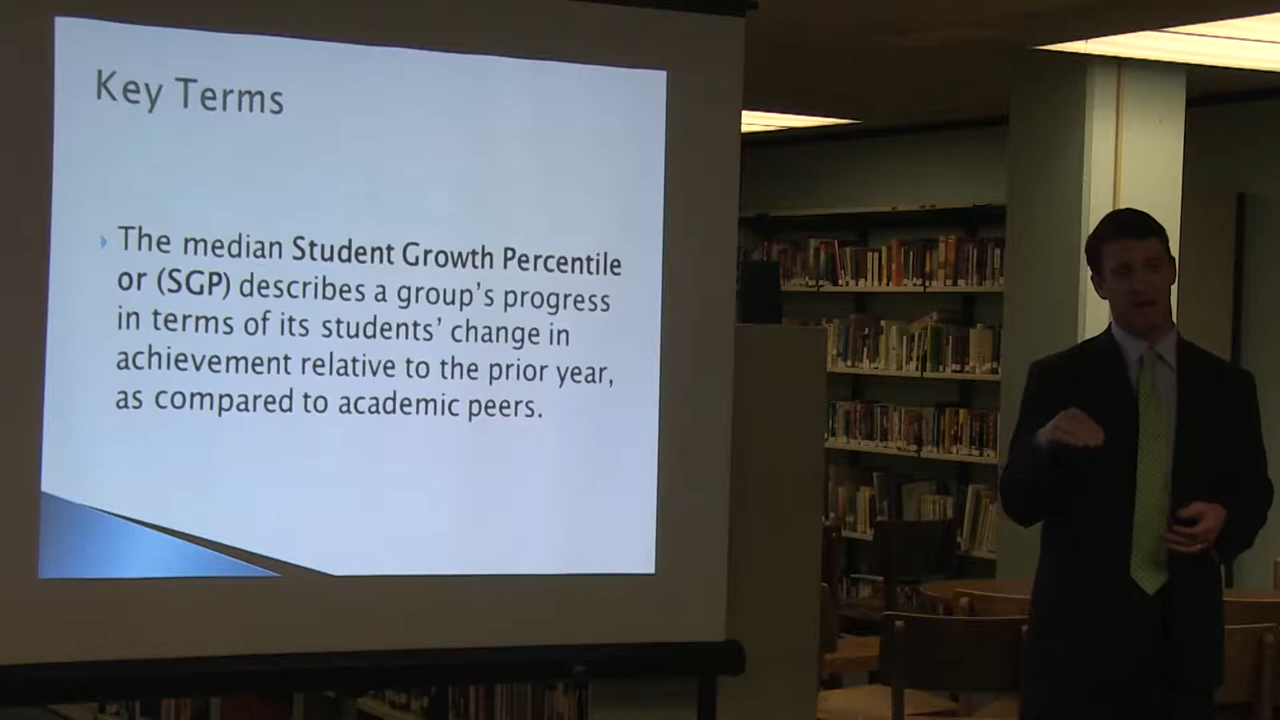 Key Terms
The median Student Growth Percentile
or (SGP) describes a group's progress
in terms of its students' change in
achievement relative to the prior year,
as compared to academic peers.